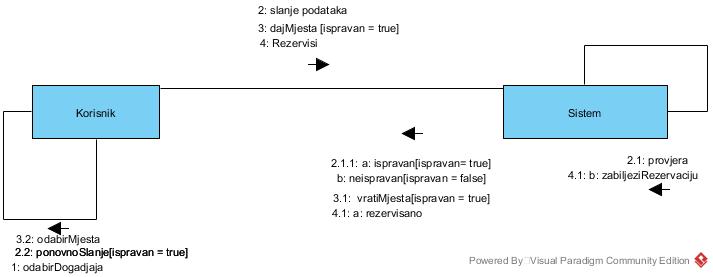 2: slanje podataka
3: dajMjesta [ispravan = true]
4: Rezervisi
Korisnik
Sistem
2.1.1: a: ispravan[ispravan= true]
b: neispravan[ispravan = false]
3.1:  vratiMjesta[ispravan = true]
4.1: a: rezervisano
2.1: provjera
4.1: b: zabiljeziRezervaciju
3.2: odabirMjesta
2.2: ponovnoSlanje[ispravan = true]
1: odabirDogadjaja
Powered By Visual Paradigm Community Edition